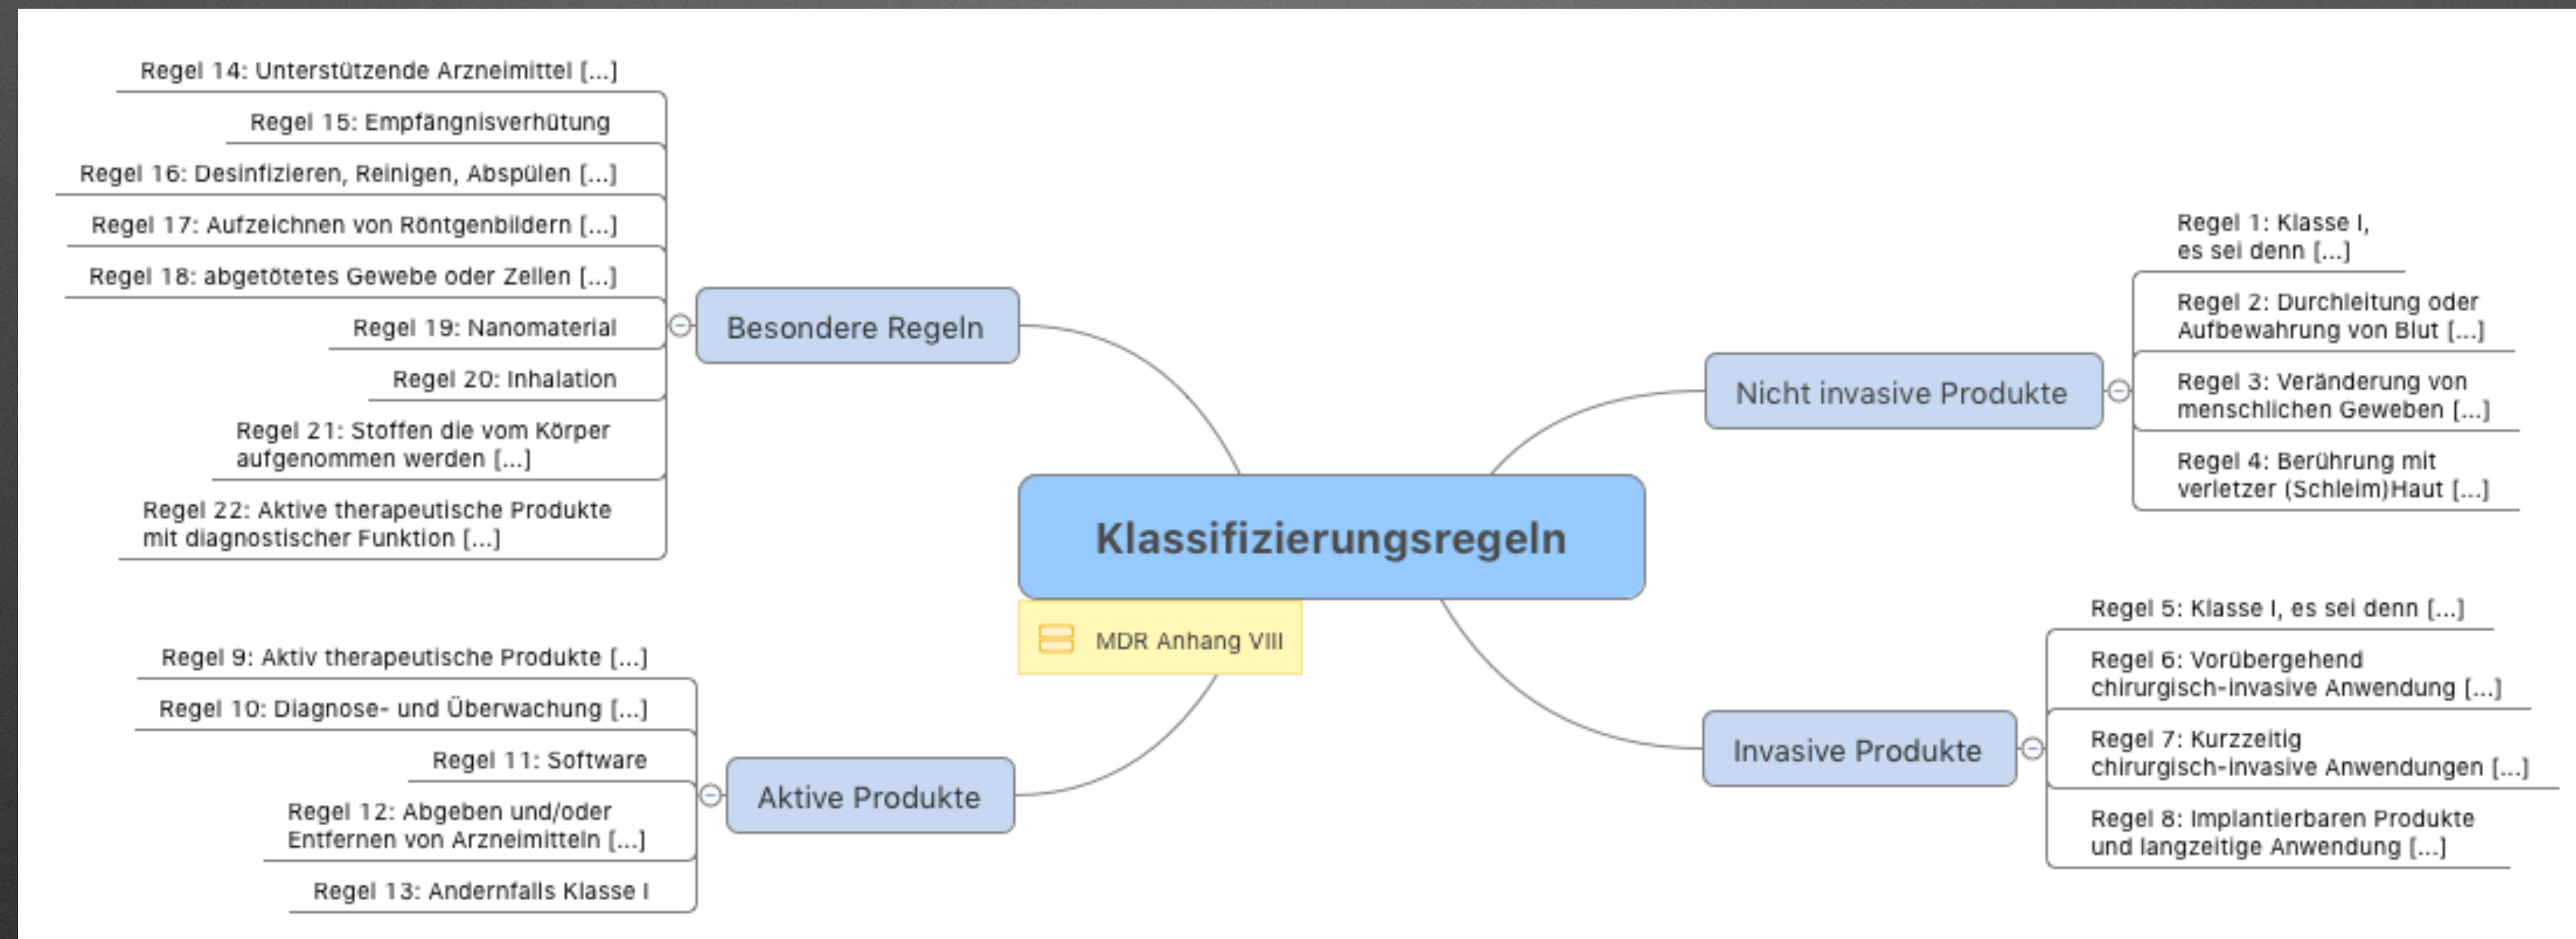 Regel 14: Unterstützende Arzneimittel [...]
Regel 15: Empfängnisverhütung
Regel 16: Desinfizieren, Reinigen, Abspülen [...]
Regel 17: Aufzeichnen von Röntgenbildern [...]
Regel 18: abgetötetes Gewebe oder Zellen [...]
Regel 19: Nanomaterial
Regel 20: Inhalation
Regel 21: Stoffen die vom Körper
aufgenommen werden [...]
Regel 22: Aktive therapeutische Produkte
mit diagnostischer Funktion [...]
Besondere Regeln
Regel 1: Klasse I,
es sei denn [...]
Regel 2: Durchleitung oder
Aufbewahrung von Blut [...]
Regel 3: Veränderung von
menschlichen Geweben [...]
Regel 4: Berührung mit
verletzer (Schleim)Haut [...]
Nicht invasive Produkte
Klassifizierungsregeln
MDR Anhang VIII
Regel 9: Aktiv therapeutische Produkte [...]
Regel 10: Diagnose- und Überwachung [...]
Regel 11: Software
Regel 12: Abgeben und/oder
Entfernen von Arzneimitteln [...]
Regel 13: Andernfalls Klasse I
Aktive Produkte
Regel 5: Klasse I, es sei denn [...]
Regel 6: Vorübergehend
chirurgisch-invasive Anwendung [...]
Regel 7: Kurzzeitig
chirurgisch-invasive Anwendungen [...]
Regel 8: Implantierbaren Produkte
und langzeitige Anwendung [...]
Invasive Produkte